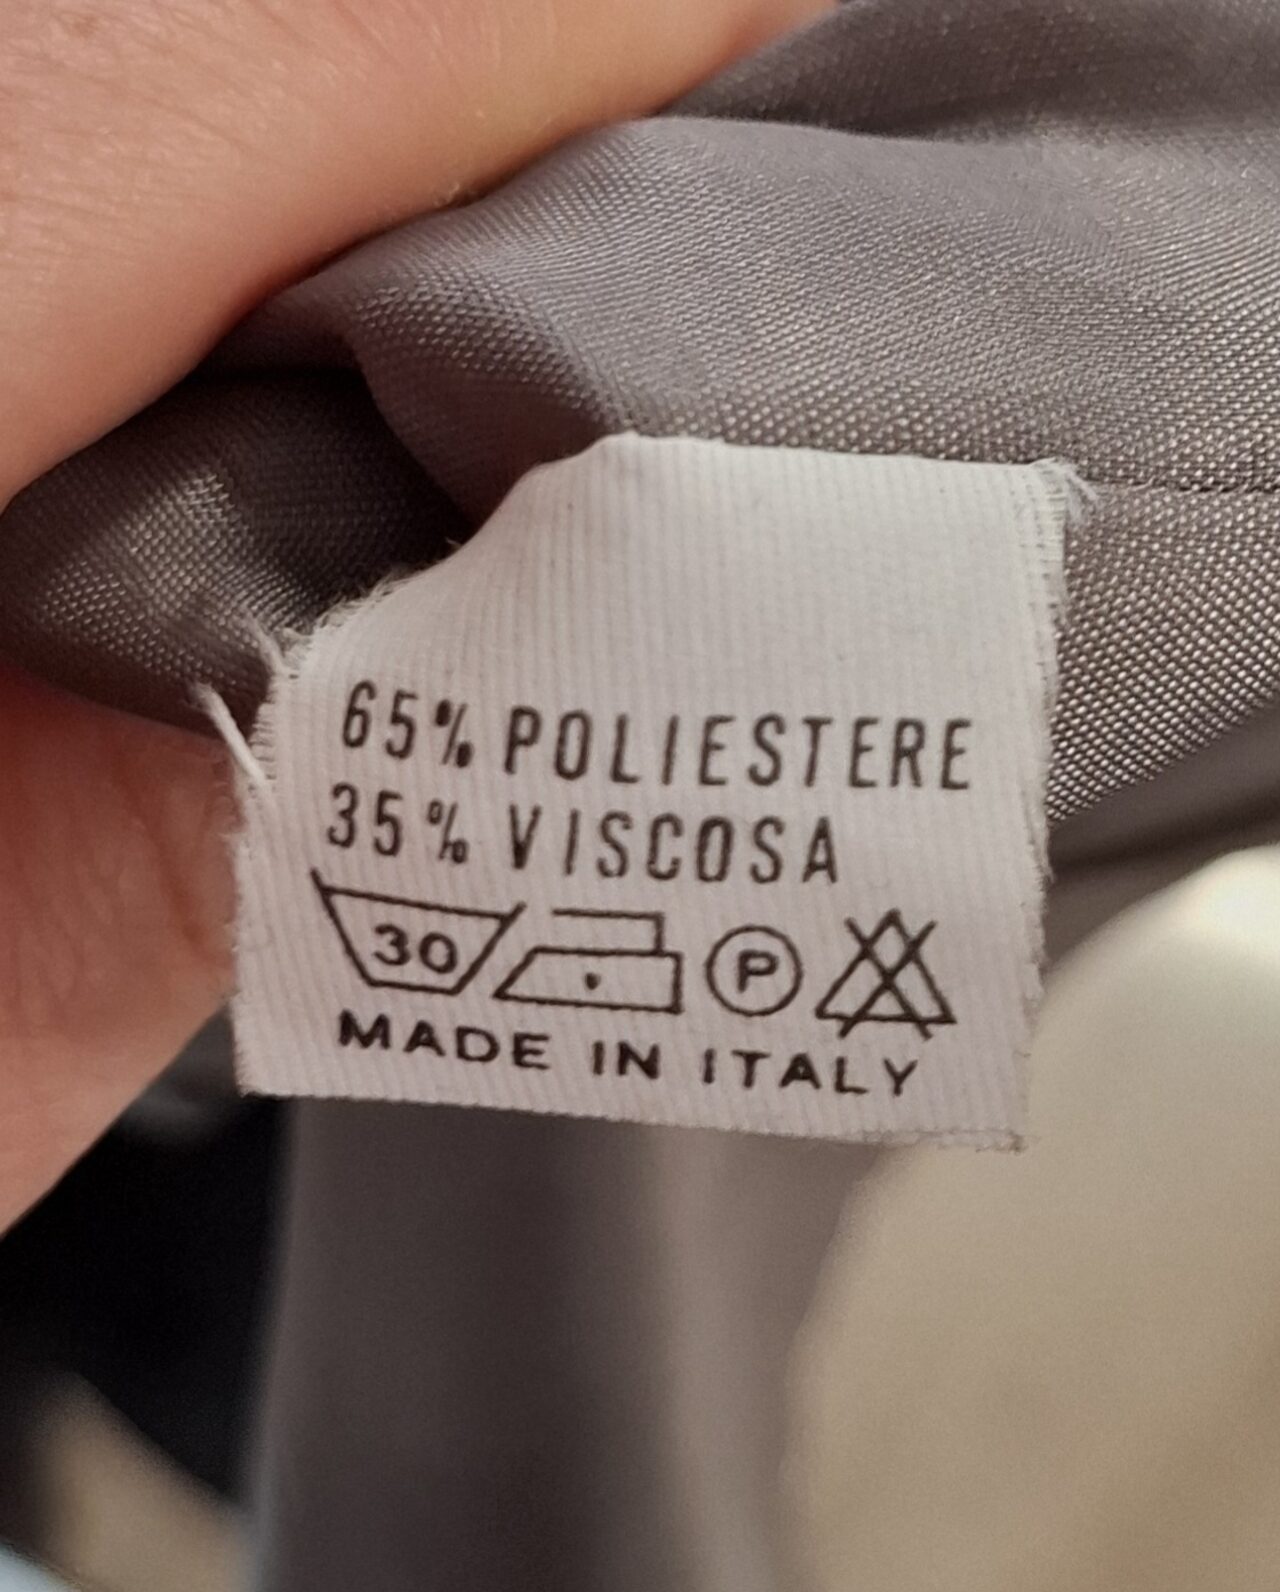 65% POLIESTERE
35% VISCOSA
30 P
MADE IN ITALY